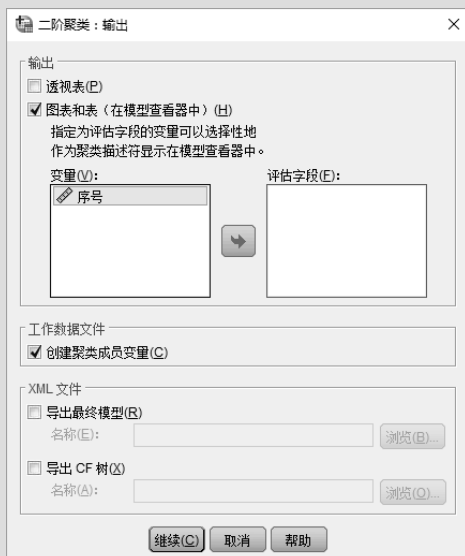 二阶聚类：输出
输出
透视表(P)
图表和表（在模型查看器中）(H)
指定为评估字段的变量可以选择性地
作为聚类描述符显示在模型查看器中。
变量(V)： 评估字段(F)：
序号
工作数据文件
创建聚类成员变量(C)
XML 文件
导出最终模型(R)
名称(E)： 浏览(B)...
导出 CF 树(X)
名称(A)： 浏览(O)...
继续(C) 取消 帮助